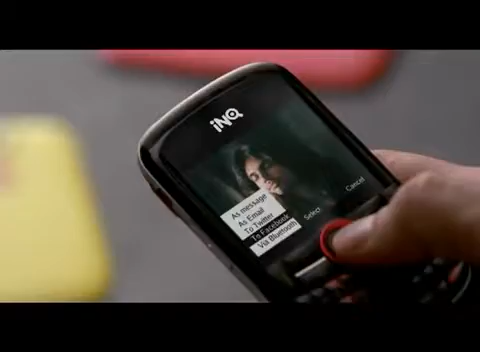 INQ
As message
As Email
To Twitter
To Facebook
Via Bluetooth
Select
Cancel